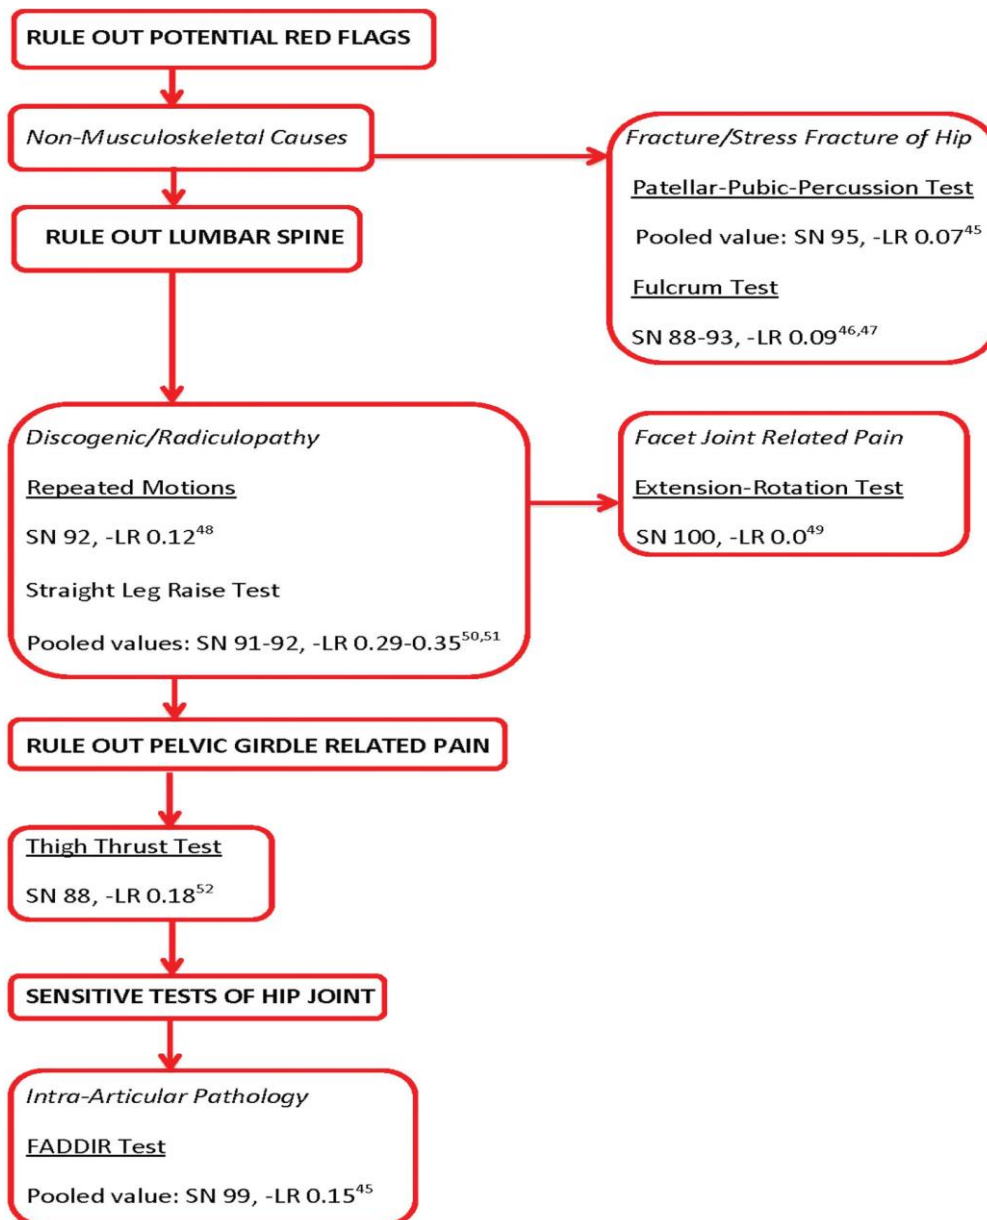 RULE OUT POTENTIAL RED FLAGS
Non-Musculoskeletal Causes
Fracture/Stress Fracture of Hip
Patellar-Pubic-Percussion Test
Pooled value: SN 95, -LR 0.07⁴⁵
Fulcrum Test
SN 88-93, -LR 0.09⁴⁶,⁴⁷
RULE OUT LUMBAR SPINE
Discogenic/Radiculopathy
Repeated Motions
SN 92, -LR 0.12⁴⁸
Straight Leg Raise Test
Pooled values: SN 91-92, -LR 0.29-0.35⁵⁰,⁵¹
Facet Joint Related Pain
Extension-Rotation Test
SN 100, -LR 0.0⁴⁹
RULE OUT PELVIC GIRDLE RELATED PAIN
Thigh Thrust Test
SN 88, -LR 0.18⁵²
SENSITIVE TESTS OF HIP JOINT
Intra-Articular Pathology
FADDIR Test
Pooled value: SN 99, -LR 0.15⁴⁵